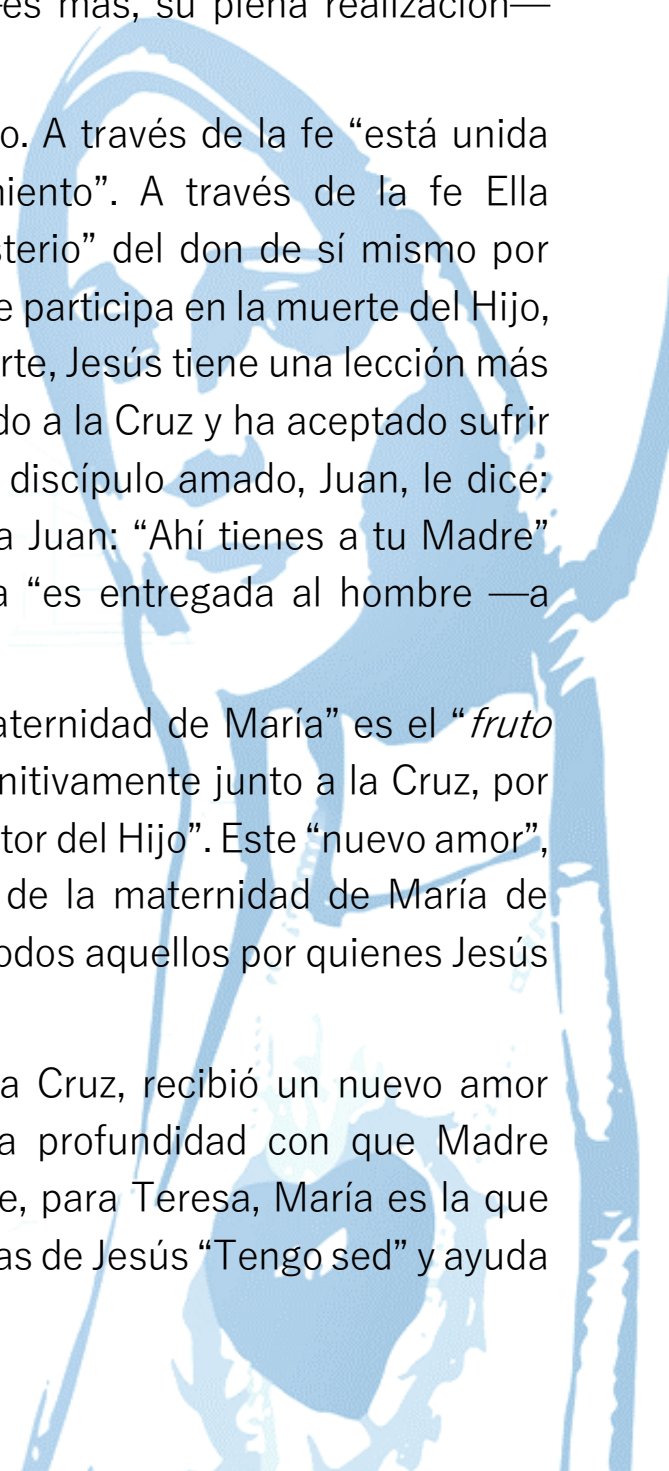 es más, su plena realización—
o. A través de la fe “está unida
miento”. A través de la fe Ella
sterio” del don de sí mismo por
e participa en la muerte del Hijo,
rte, Jesús tiene una lección más
do a la Cruz y ha aceptado sufrir
discípulo amado, Juan, le dice:
a Juan: “Ahí tienes a tu Madre”
a “es entregada al hombre —a
aternidad de María” es el “fruto
nitivamente junto a la Cruz, por
tor del Hijo”. Este “nuevo amor”,
de la maternidad de María de
odos aquellos por quienes Jesús
a Cruz, recibió un nuevo amor
a profundidad con que Madre
e, para Teresa, María es la que
as de Jesús “Tengo sed” y ayuda